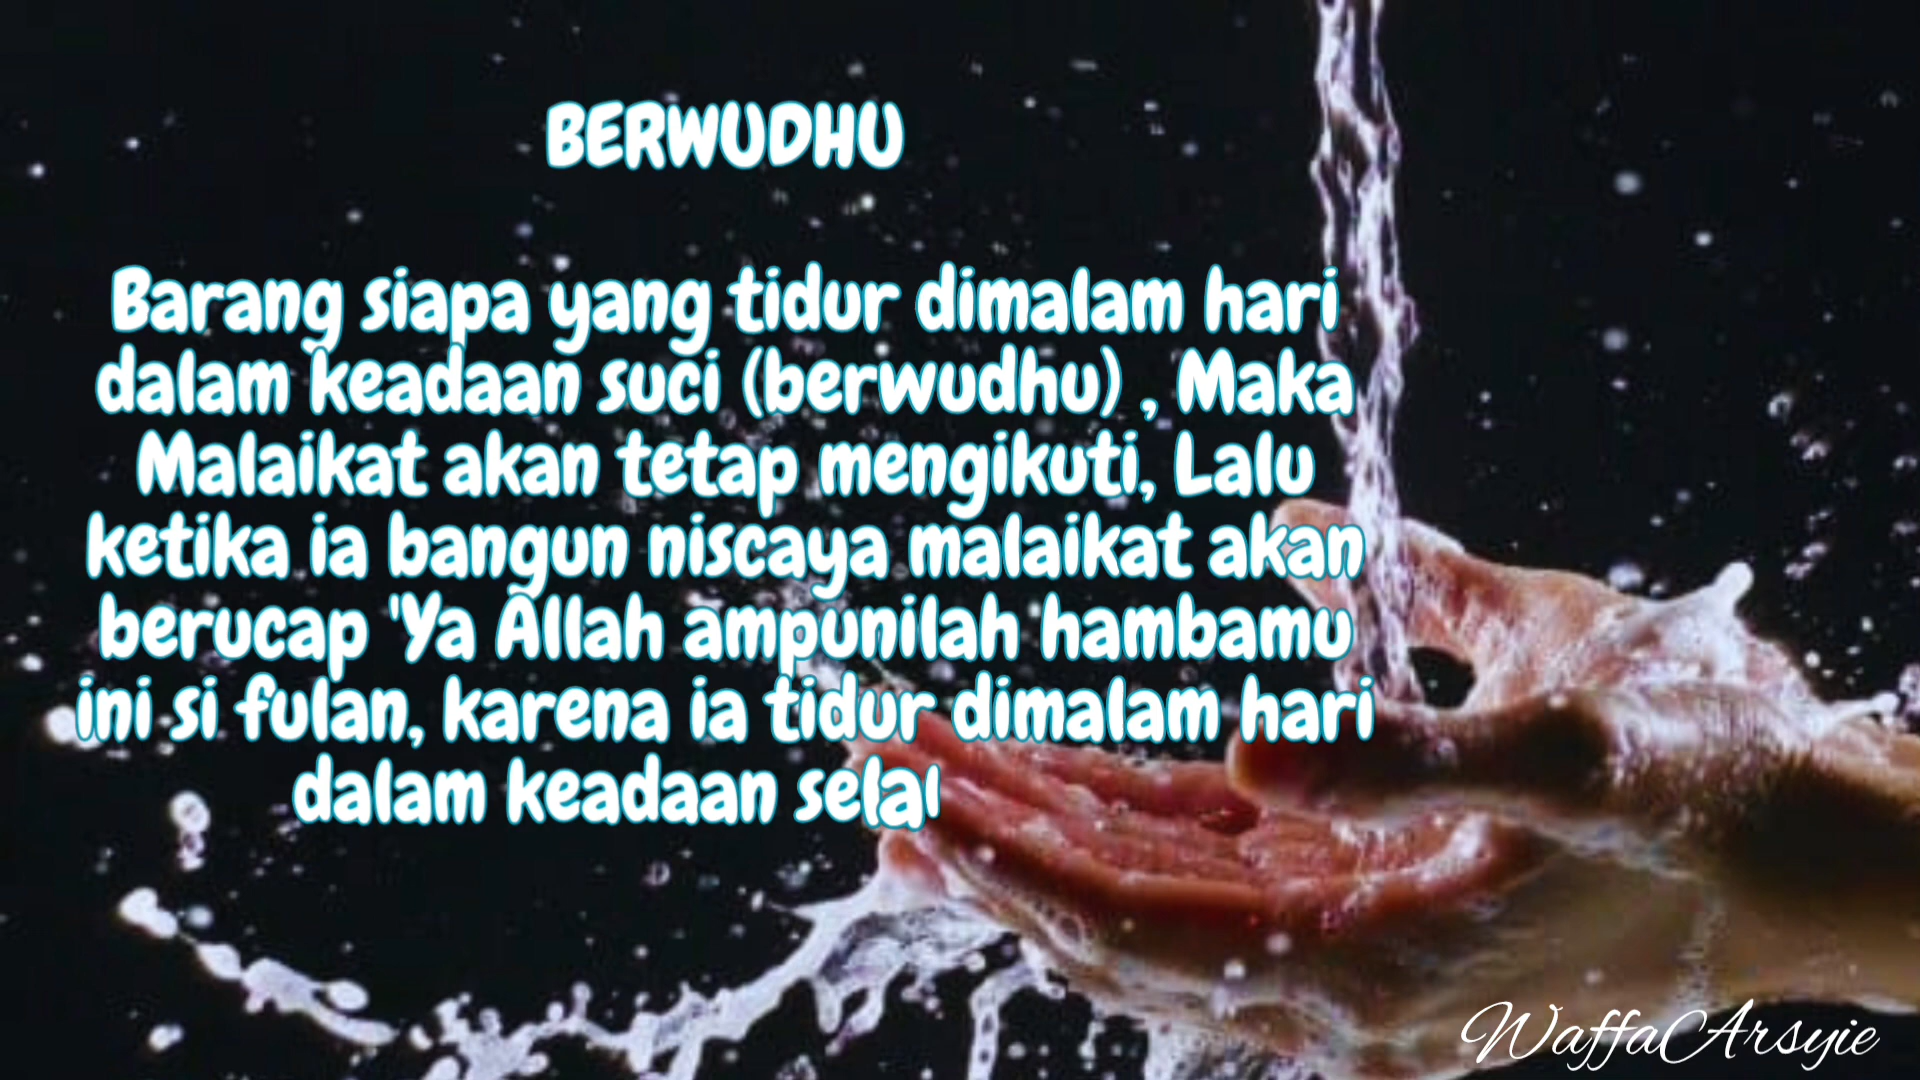 BERWUDHU
Barang siapa yang tidur dimalam hari
dalam keadaan suci (berwudhu) , Maka
Malaikat akan tetap mengikuti, Lalu
ketika ia bangun niscaya malaikat akan
berucap 'Ya Allah ampunilah hambamu
ini si fulan, karena ia tidur dimalam hari
dalam keadaan selal
WaffaArsyie